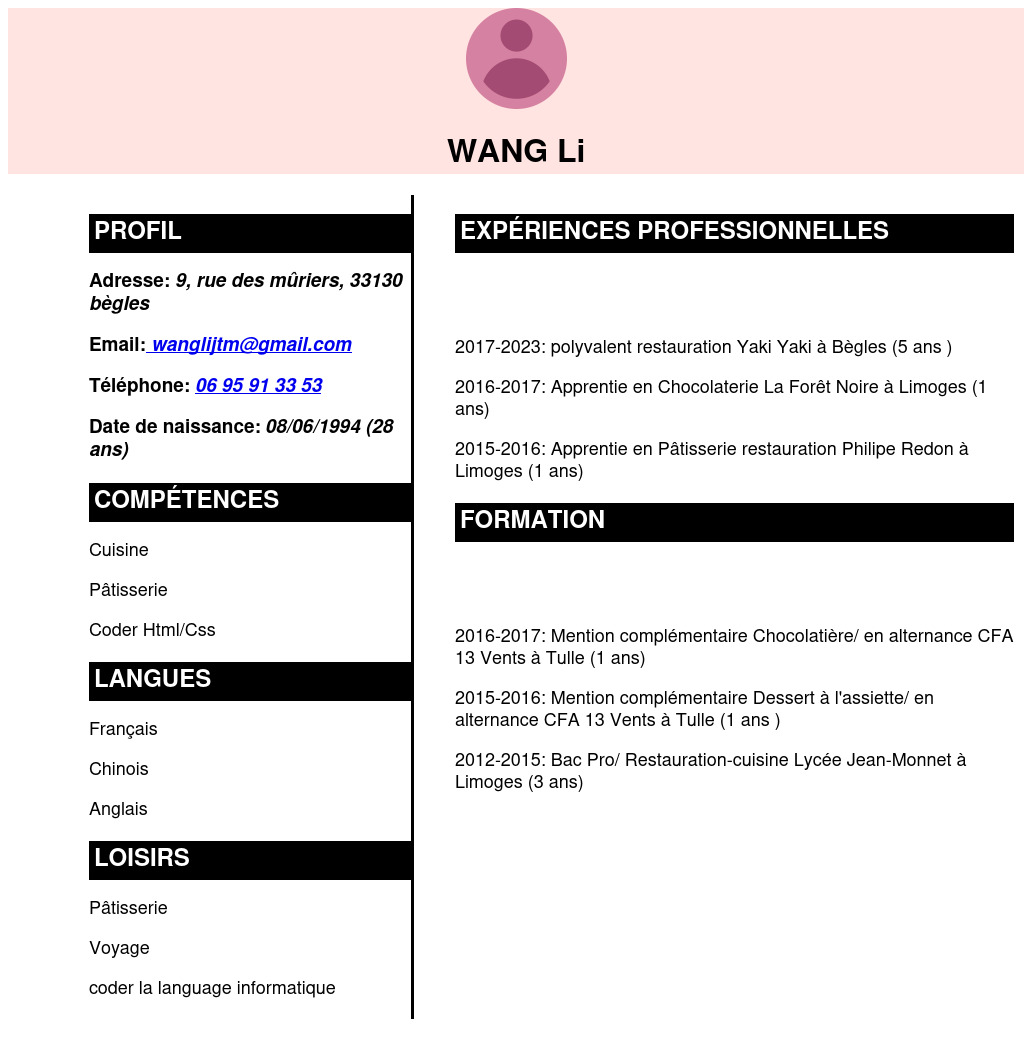 WANG Li
PROFIL
Adresse: 9, rue des mûriers, 33130
bègles
Email: wanglijtm@gmail.com
Téléphone: 06 95 91 33 53
Date de naissance: 08/06/1994 (28
ans)
COMPÉTENCES
Cuisine
Pâtisserie
Coder Html/Css
LANGUES
Français
Chinois
Anglais
LOISIRS
Pâtisserie
Voyage
coder la language informatique
EXPÉRIENCES PROFESSIONNELLES
2017-2023: polyvalent restauration Yaki Yaki à Bègles (5 ans )
2016-2017: Apprentie en Chocolaterie La Forêt Noire à Limoges (1
ans)
2015-2016: Apprentie en Pâtisserie restauration Philipe Redon à
Limoges (1 ans)
FORMATION
2016-2017: Mention complémentaire Chocolatière/ en alternance CFA
13 Vents à Tulle (1 ans)
2015-2016: Mention complémentaire Dessert à l'assiette/ en
alternance CFA 13 Vents à Tulle (1 ans )
2012-2015: Bac Pro/ Restauration-cuisine Lycée Jean-Monnet à
Limoges (3 ans)